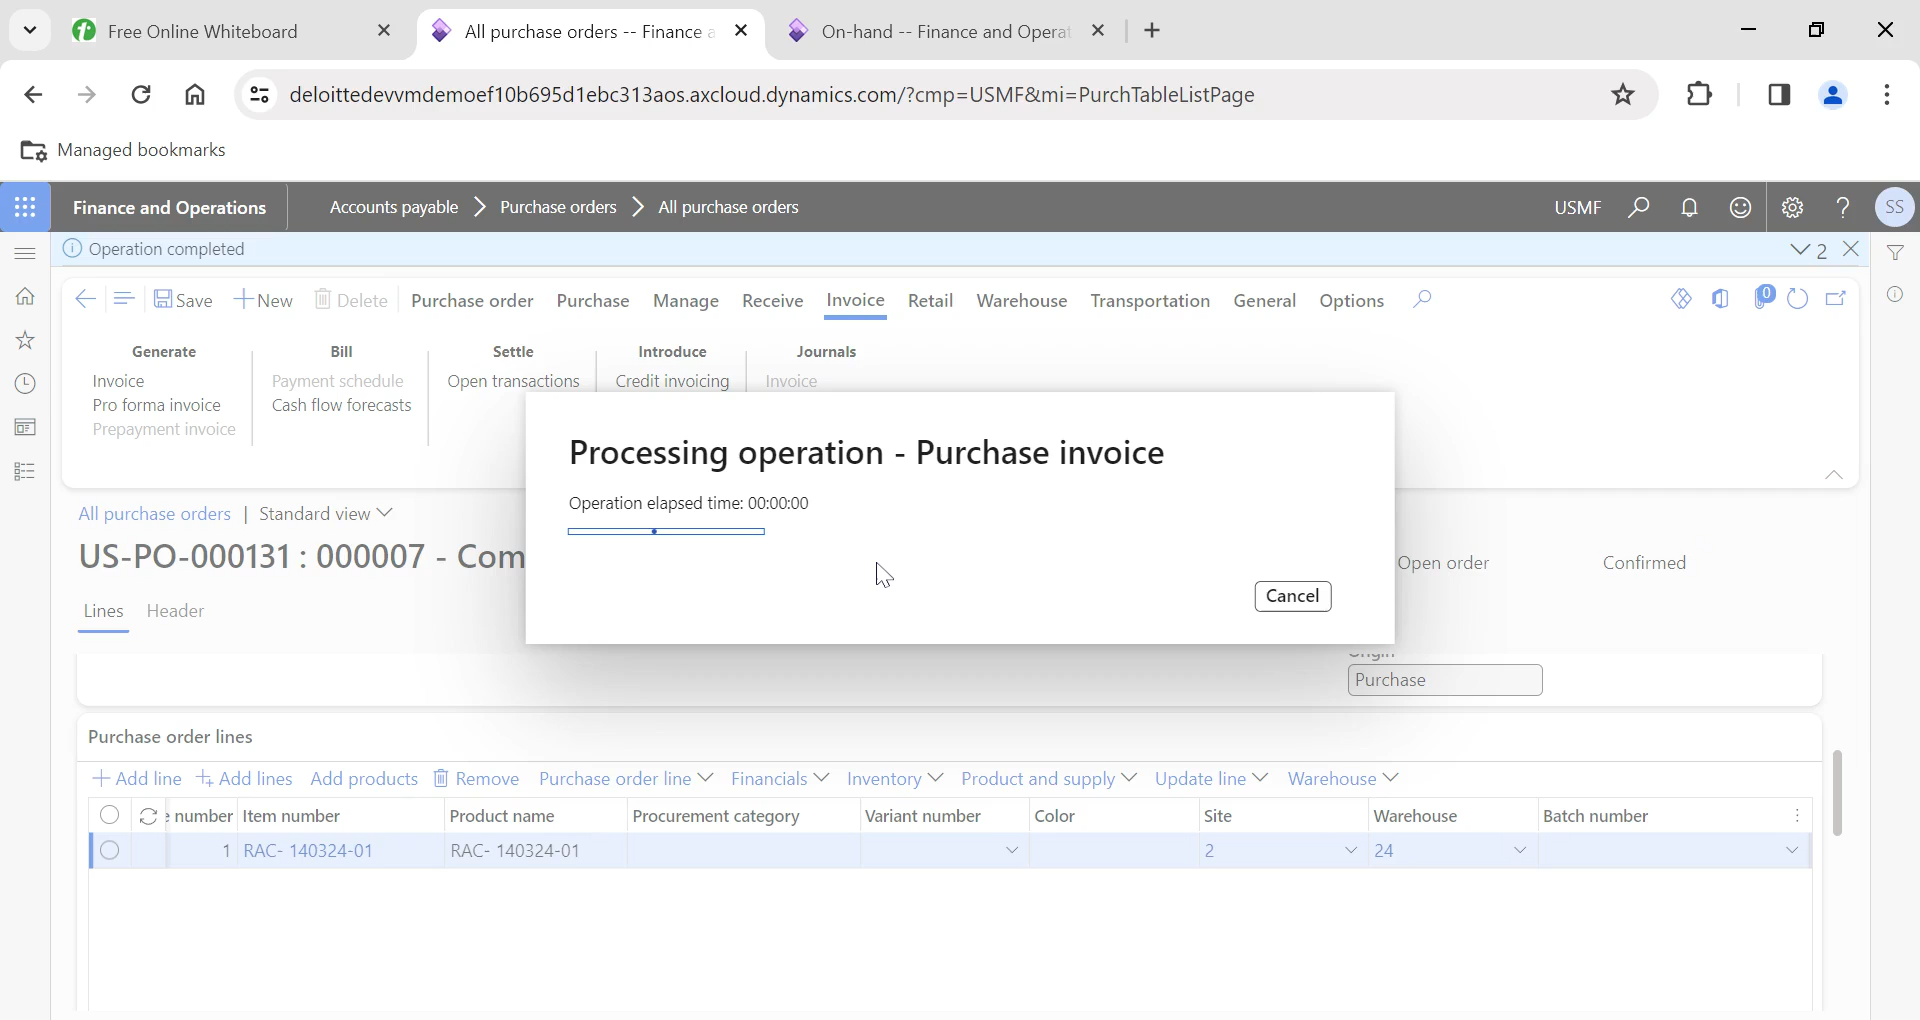 Free Online Whiteboard
All purchase orders -- Finance a
On-hand -- Finance and Operat
deloittedevvmdemoef10b695d1ebc313aos.axcloud.dynamics.com/?cmp=USMF&mi=PurchTableListPage
Managed bookmarks
Finance and Operations
Accounts payable
Purchase orders
All purchase orders
USMF
SS
Operation completed
2
Save
New
Delete
Purchase order
Purchase
Manage
Receive
Invoice
Retail
Warehouse
Transportation
General
Options
0
Generate
Bill
Settle
Introduce
Journals
Invoice
Payment schedule
Open transactions
Credit invoicing
Invoice
Pro forma invoice
Cash flow forecasts
Prepayment invoice
Processing operation - Purchase invoice
Operation elapsed time: 00:00:00
Cancel
All purchase orders | Standard view
US-PO-000131 : 000007 - Com
Open order
Confirmed
Lines
Header
Origin
Purchase
Purchase order lines
Add line
Add lines
Add products
Remove
Purchase order line
Financials
Inventory
Product and supply
Update line
Warehouse
number
Item number
Product name
Procurement category
Variant number
Color
Site
Warehouse
Batch number
1
RAC- 140324-01
RAC- 140324-01
2
24